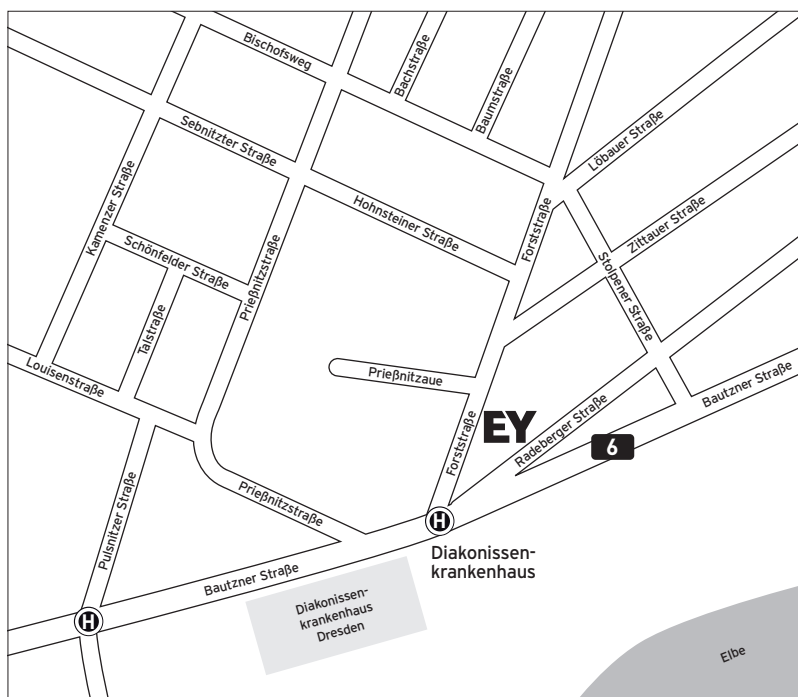 Bischofsweg
Bachstraße
Baumstraße
Sebnitzter Straße
Löbauer Straße
Kamenzer Straße
Hohnsteiner Straße
Forststraße
Zittauer Straße
Schönfelder Straße
Prießnitzstraße
Stolpener Straße
Talstraße
Louisenstraße
Prießnitzaue
Bautzner Straße
Forststraße
EY
Radeberger Straße
6
Prießnitzstraße
Pulsnitzer Straße
H
Diakonissen-
krankenhaus
Bautzner Straße
Diakonissen-
krankenhaus
Dresden
H
Elbe